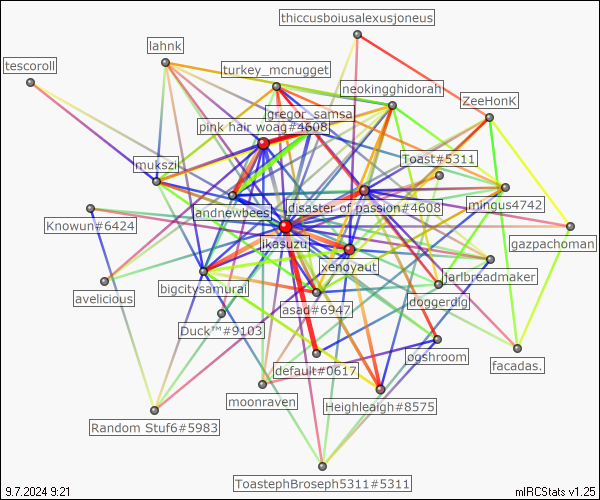 thiccusboiusalexusjoneus
lahnk
tescoroll
turkey_mcnugget
neokingghidorah
ZeeHonK
gregor_samsa
pink hair woag#4608
Toast#5311
mukszi
mingus4742
andnewbees
disaster of passion#4608
Knowun#6424
ikasuzu
gazpachoman
xenoyaut
jarlbreadmaker
bigcitysamurai
avelicious
asad#6947
doggerdig
Duck™#9103
ogshroom
default#0617
facadas.
moonraven
Heighleaigh#8575
Random Stuf6#5983
ToastephBroseph5311#5311
9.7.2024 9:21
mIRCStats v1.25